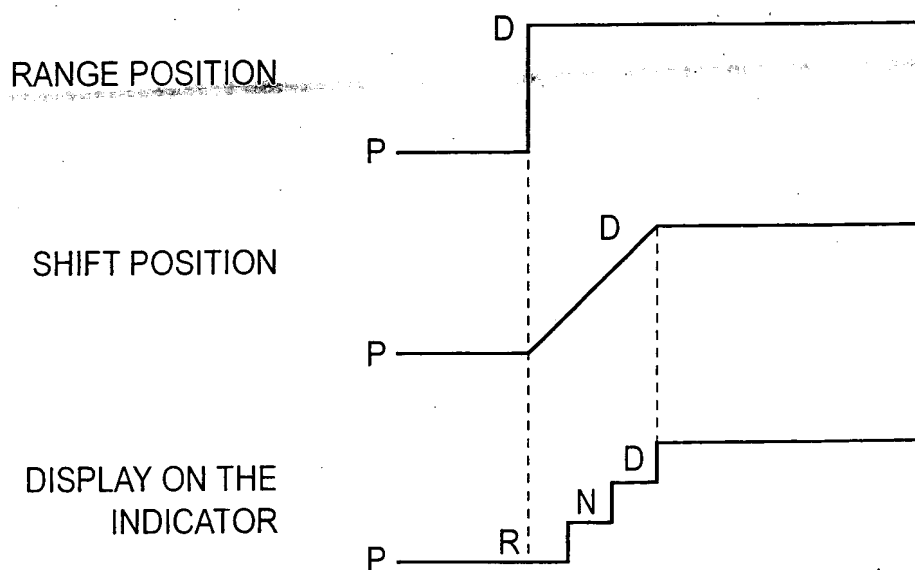 D
RANGE POSITION
P
D
SHIFT POSITION
P
D
DISPLAY ON THE
N
INDICATOR
R
P